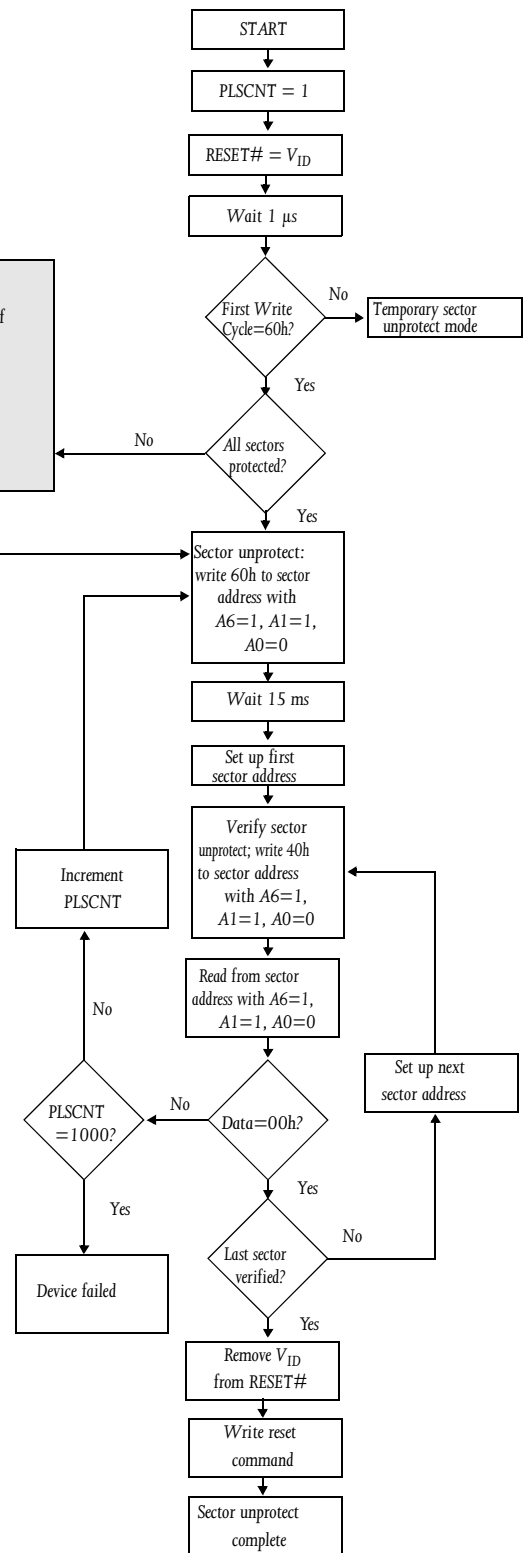 START
PLSCNT = 1
RESET# = VID
Wait 1 µs
First Write
Cycle=60h?
No
Temporary sector
unprotect mode
Yes
f
All sectors
protected?
No
Yes
Sector unprotect:
write 60h to sector
address with
A6=1, A1=1,
A0=0
Wait 15 ms
Set up first
sector address
Verify sector
unprotect; write 40h
to sector address
with A6=1,
A1=1, A0=0
Increment
PLSCNT
Read from sector
address with A6=1,
A1=1, A0=0
No
Set up next
sector address
PLSCNT
=1000?
No
Data=00h?
Yes
Yes
Device failed
Last sector
verified?
No
Yes
Remove VID
from RESET#
Write reset
command
Sector unprotect
complete